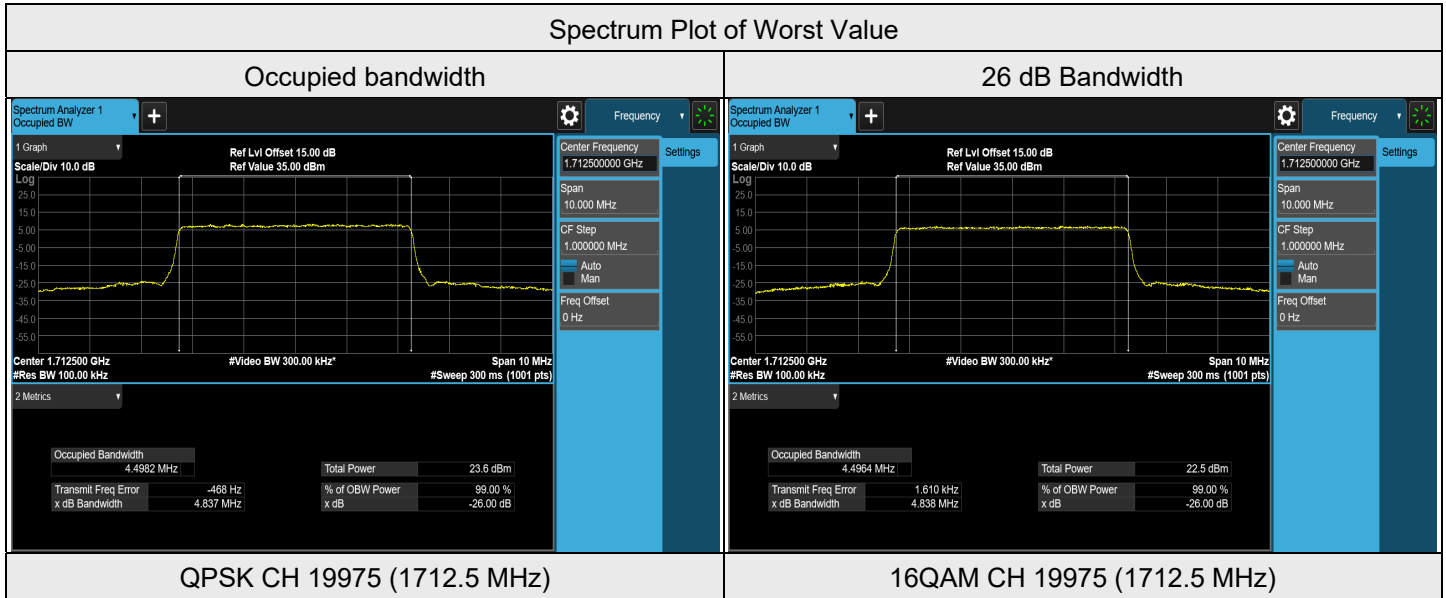 Spectrum Plot of Worst Value
Occupied bandwidth
26 dB Bandwidth
Spectrum Analyzer 1
Occupied BW
+
Frequency
1 Graph
Scale/Div 10.0 dB
Ref Lvl Offset 15.00 dB
Ref Value 35.00 dBm
Log
25.0
15.0
5.00
-5.00
-15.0
-25.0
-35.0
-45.0
-55.0
Center 1.712500 GHz
#Res BW 100.00 kHz
#Video BW 300.00 kHz*
Span 10 MHz
#Sweep 300 ms (1001 pts)
Center Frequency
1.712500000 GHz
Settings
Span
10.000 MHz
CF Step
1.000000 MHz
Auto
Man
Freq Offset
0 Hz
2 Metrics
Occupied Bandwidth
4.4982 MHz
Total Power 23.6 dBm
Transmit Freq Error -468 Hz
% of OBW Power 99.00 %
x dB Bandwidth 4.837 MHz
x dB -26.00 dB
Spectrum Analyzer 1
Occupied BW
+
Frequency
1 Graph
Scale/Div 10.0 dB
Ref Lvl Offset 15.00 dB
Ref Value 35.00 dBm
Log
25.0
15.0
5.00
-5.00
-15.0
-25.0
-35.0
-45.0
-55.0
Center 1.712500 GHz
#Res BW 100.00 kHz
#Video BW 300.00 kHz*
Span 10 MHz
#Sweep 300 ms (1001 pts)
Center Frequency
1.712500000 GHz
Settings
Span
10.000 MHz
CF Step
1.000000 MHz
Auto
Man
Freq Offset
0 Hz
2 Metrics
Occupied Bandwidth
4.4964 MHz
Total Power 22.5 dBm
Transmit Freq Error 1.610 kHz
% of OBW Power 99.00 %
x dB Bandwidth 4.838 MHz
x dB -26.00 dB
QPSK CH 19975 (1712.5 MHz)
16QAM CH 19975 (1712.5 MHz)